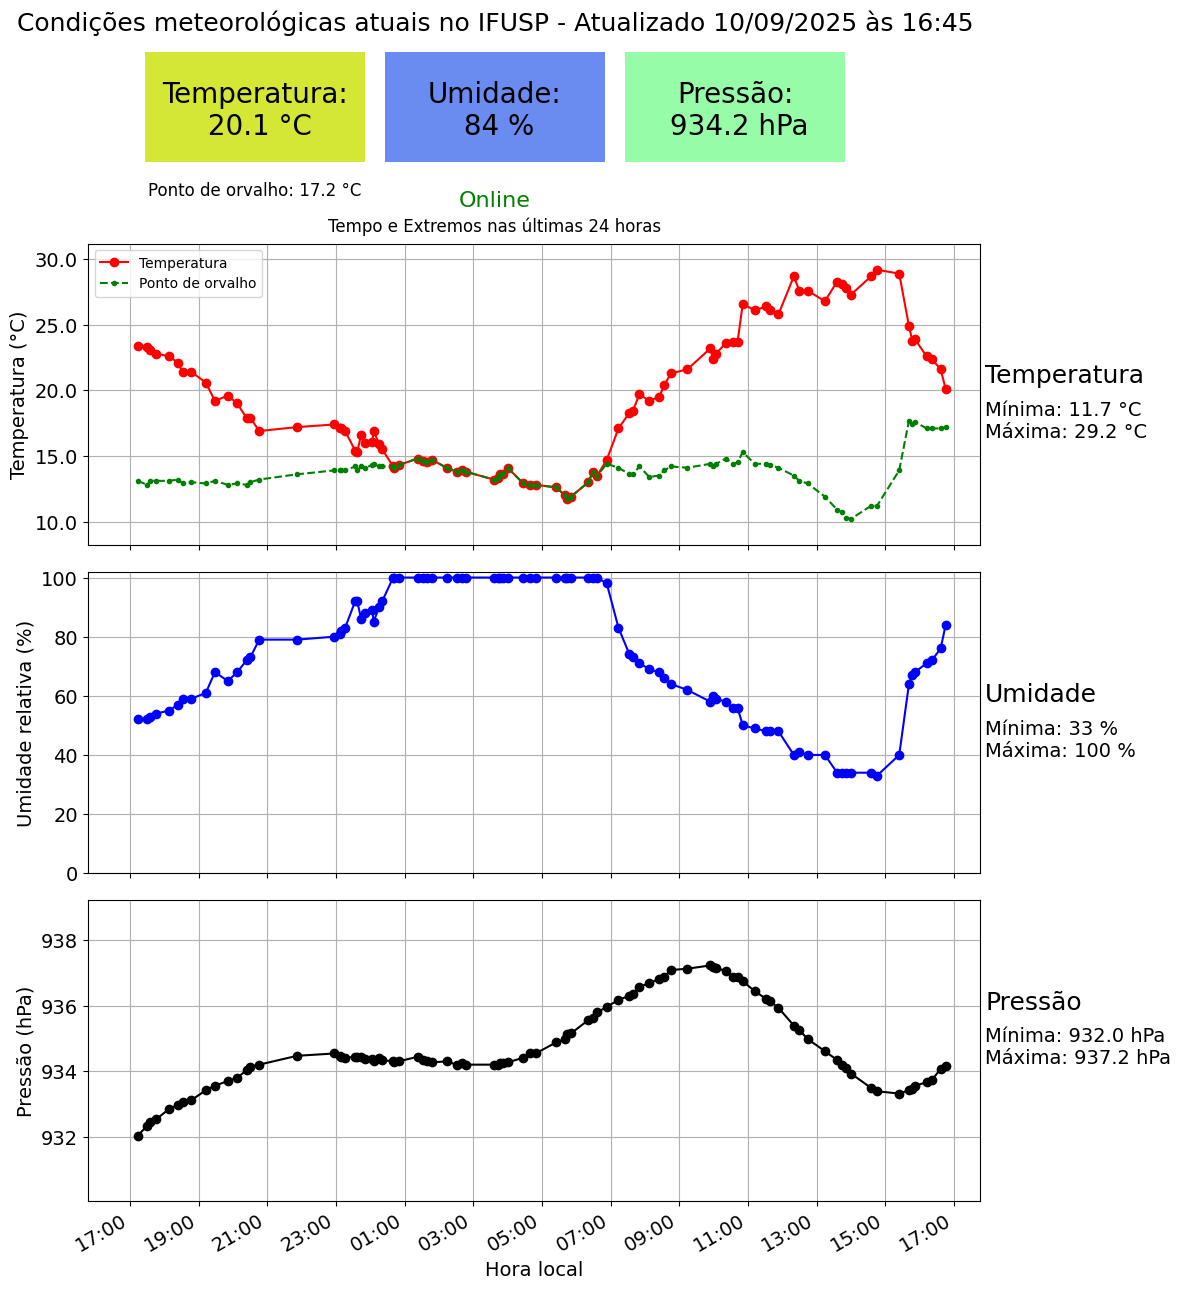 Condições meteorológicas atuais no IFUSP - Atualizado 10/09/2025 às 16:45
Temperatura:
20.1 °C
Umidade:
84 %
Pressão:
934.2 hPa
Ponto de orvalho: 17.2 °C
Online
Tempo e Extremos nas últimas 24 horas
Temperatura
Ponto de orvalho
Temperatura (°C)
30.0
25.0
20.0
15.0
10.0
Temperatura
Mínima: 11.7 °C
Máxima: 29.2 °C
Umidade relativa (%)
100
80
60
40
20
0
Umidade
Mínima: 33 %
Máxima: 100 %
Pressão (hPa)
938
936
934
932
Pressão
Mínima: 932.0 hPa
Máxima: 937.2 hPa
17:00 19:00 21:00 23:00 01:00 03:00 05:00 07:00 09:00 11:00 13:00 15:00 17:00
Hora local